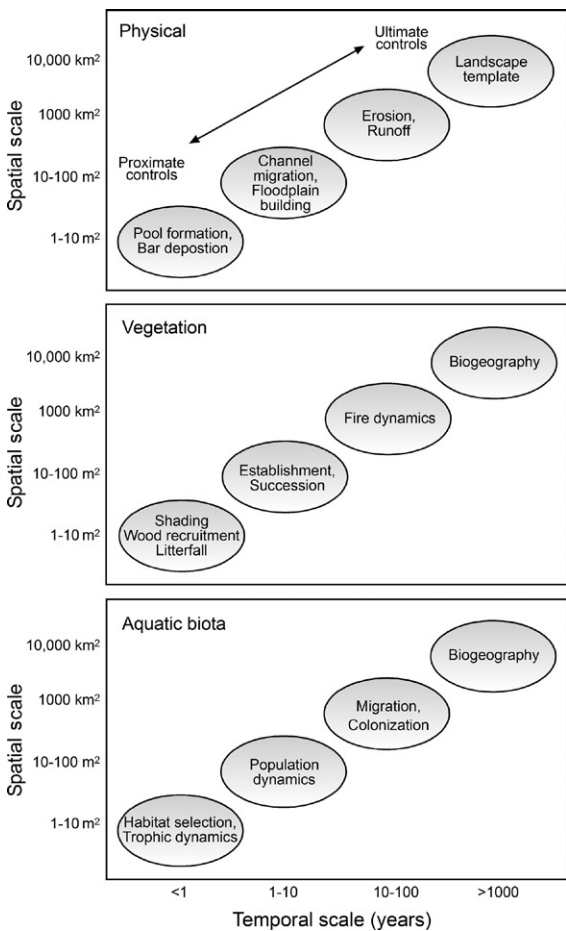 Physical
Ultimate
controls
10,000 km²
Landscape
template
1000 km²
Erosion,
Runoff
Spatial scale
Proximate
controls
10-100 m²
Channel
migration,
Floodplain
building
1-10 m²
Pool formation,
Bar depostion
Vegetation
10,000 km²
Biogeography
1000 km²
Fire dynamics
Spatial scale
10-100 m²
Establishment,
Succession
1-10 m²
Shading
Wood recruitment
Litterfall
Aquatic biota
10,000 km²
Biogeography
1000 km²
Migration,
Colonization
Spatial scale
10-100 m²
Population
dynamics
1-10 m²
Habitat selection,
Trophic dynamics
<1
1-10
10-100
>1000
Temporal scale (years)